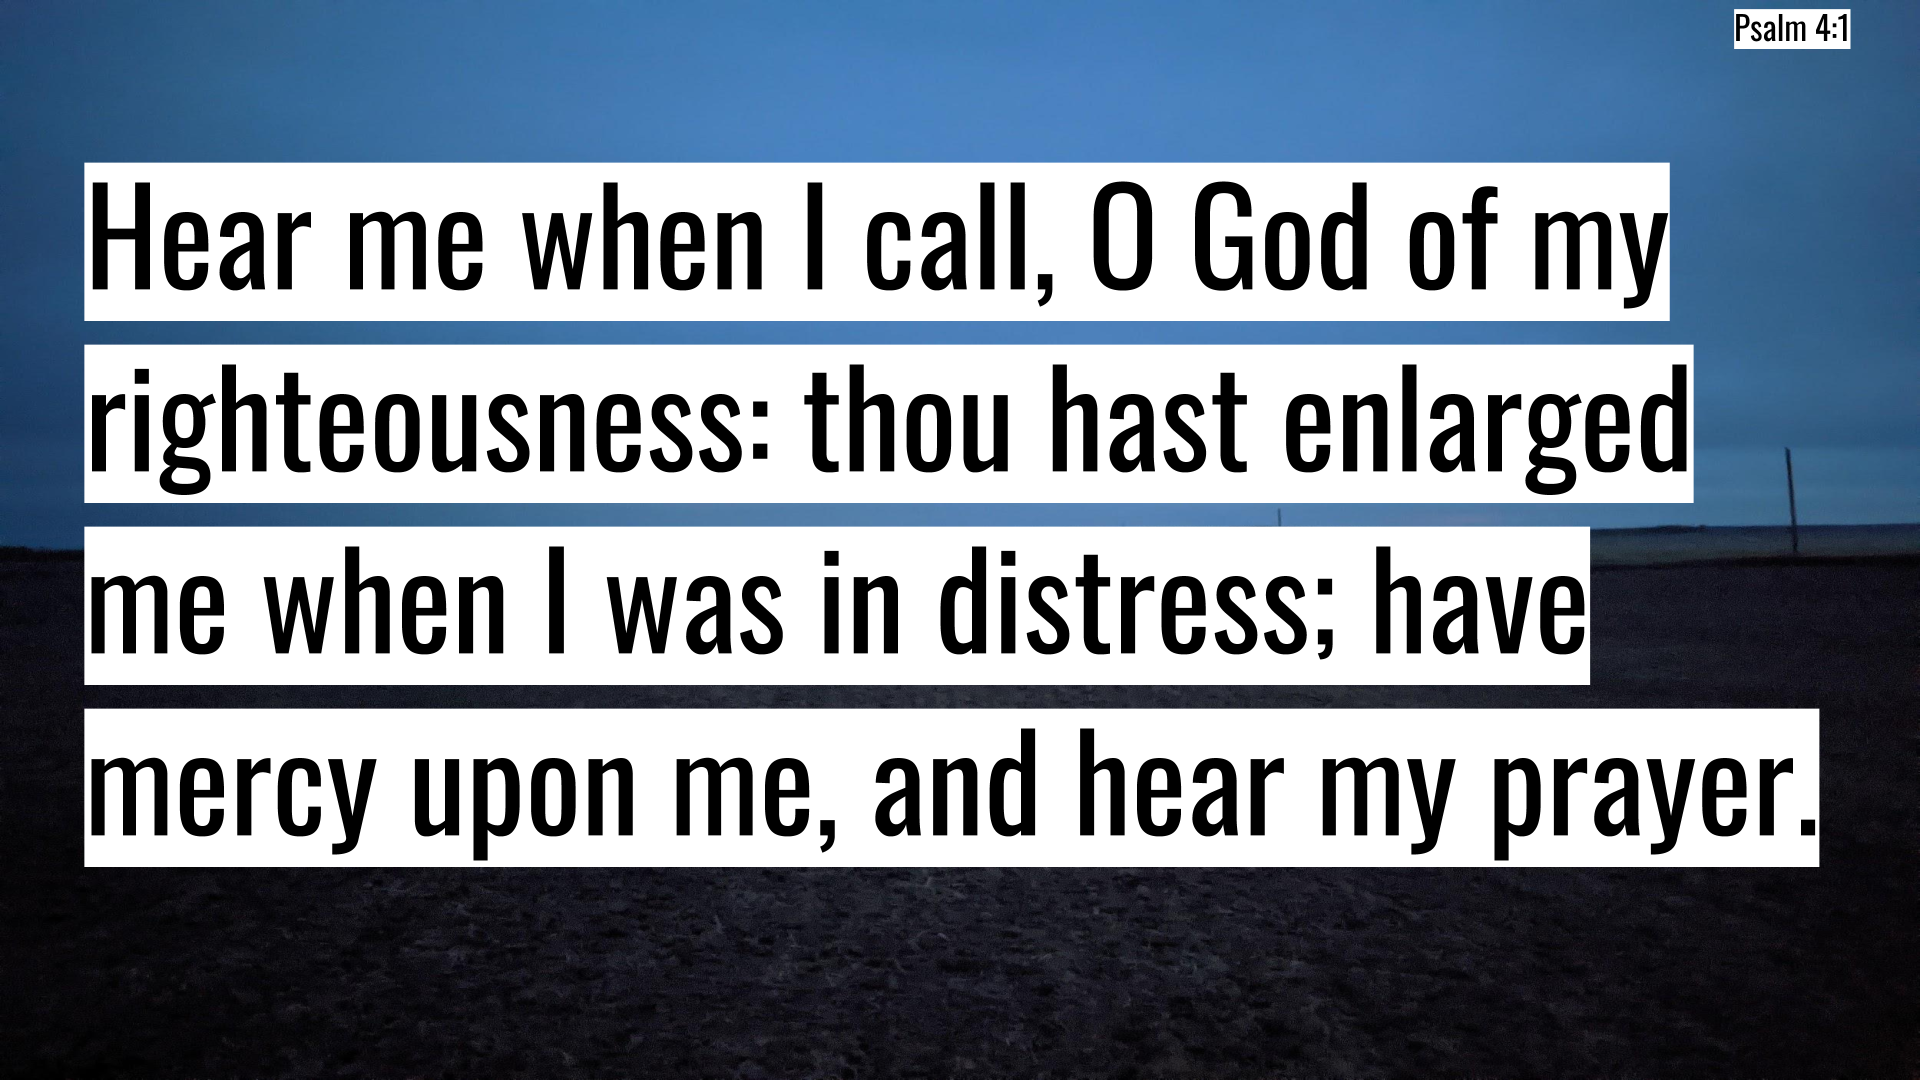 Psalm 4:1
Hear me when I call, O God of my
righteousness: thou hast enlarged
me when I was in distress; have
mercy upon me, and hear my prayer.